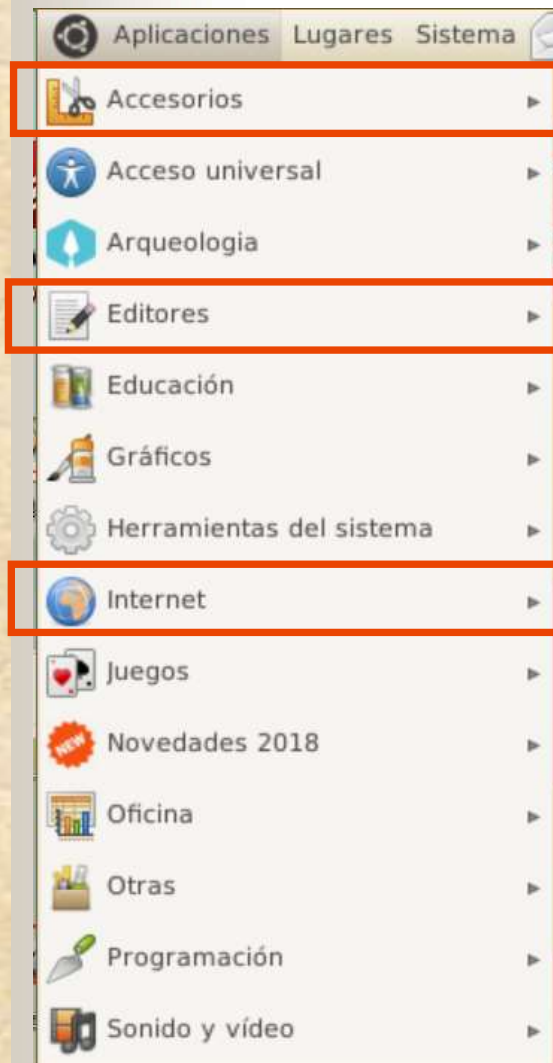 Aplicaciones Lugares Sistema
Accesorios
Acceso universal
Arqueologia
Editores
Educación
Gráficos
Herramientas del sistema
Internet
Juegos
NEW
Novedades 2018
Oficina
Otras
Programación
Sonido y vídeo